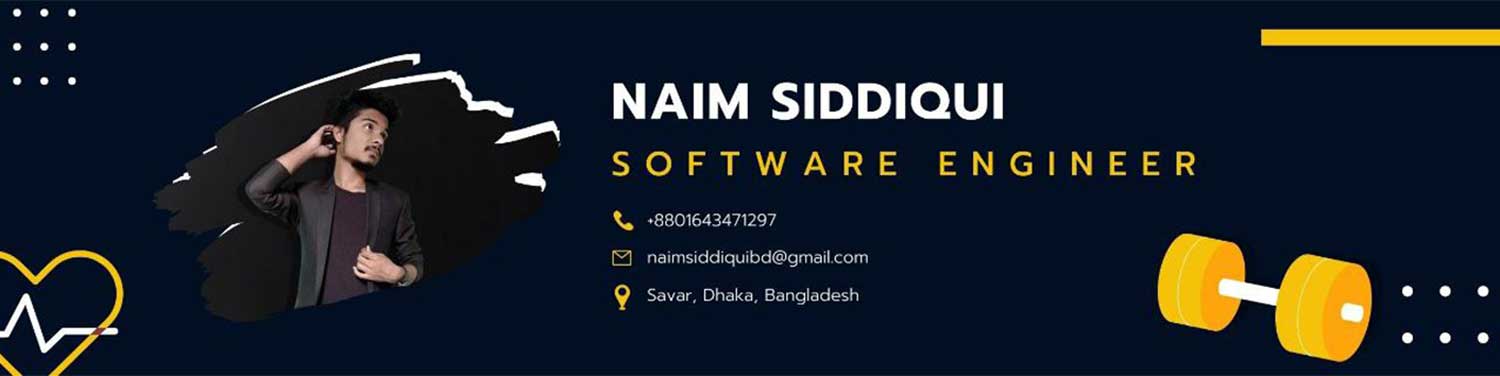 NAIM SIDDIQUI
SOFTWARE ENGINEER
+8801643471297
naimsiddiquibd@gmail.com
Savar, Dhaka, Bangladesh